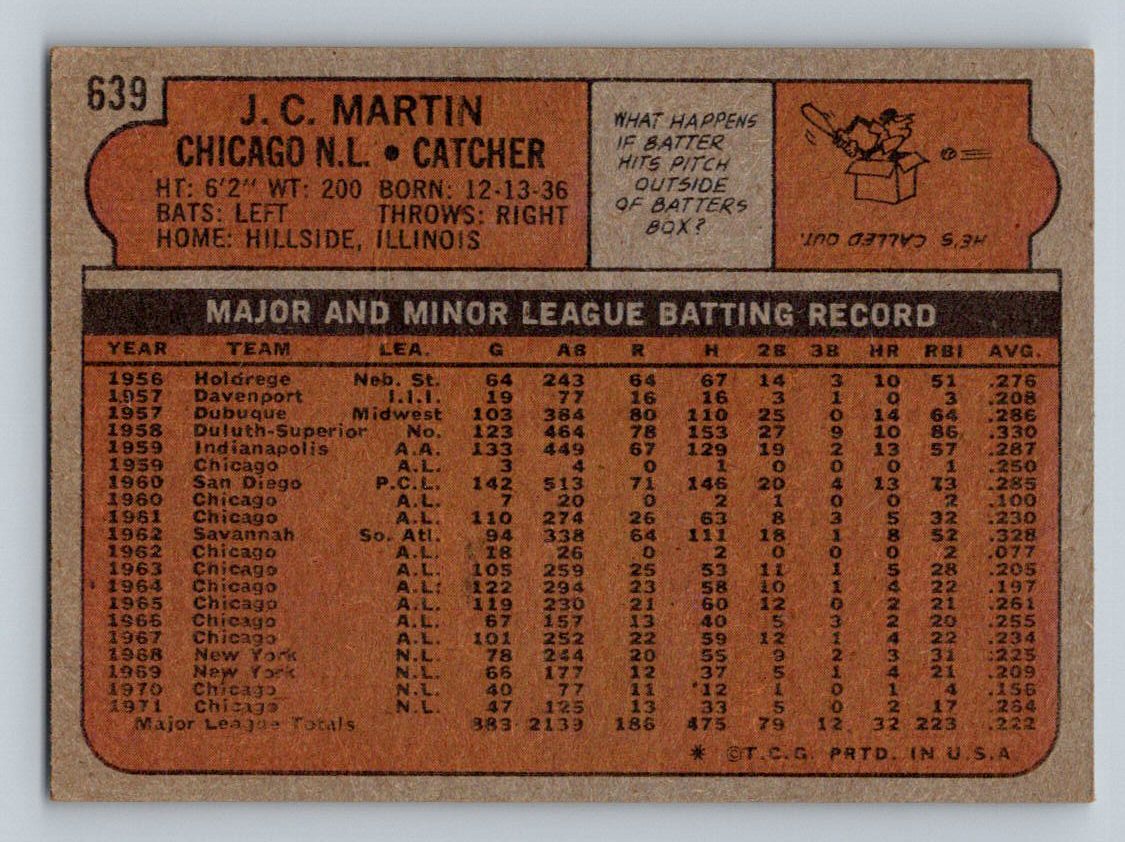 639
J. C. MARTIN
CHICAGO N.L. • CATCHER
HT: 6'2" WT: 200 BORN: 12-13-36
BATS: LEFT THROWS: RIGHT
HOME: HILLSIDE, ILLINOIS
WHAT HAPPENS
IF BATTER
HITS PITCH
OUTSIDE
OF BATTERS
BOX?
HE'S CALLED OUT.
MAJOR AND MINOR LEAGUE BATTING RECORD
YEAR TEAM LEA. G AB R H 2B 3B HR RBI AVG.
1956 Holdrege Neb. St. 64 243 64 67 14 3 10 51 .276
1957 Davenport I.I.I. 19 77 16 16 3 1 0 3 .208
1957 Dubuque Midwest 103 384 80 110 25 0 14 64 .286
1958 Duluth-Superior No. 123 464 78 153 27 9 10 86 .330
1959 Indianapolis A.A. 133 449 67 129 19 2 13 57 .287
1959 Chicago A.L. 3 4 0 1 0 0 0 1 .250
1960 San Diego P.C.L. 142 513 71 146 20 4 13 73 .285
1960 Chicago A.L. 7 20 0 2 1 0 0 2 .100
1961 Chicago A.L. 110 274 26 63 8 3 5 32 .230
1962 Savannah So. Atl. 94 338 64 111 18 1 8 52 .328
1962 Chicago A.L. 18 26 0 2 0 0 0 2 .077
1963 Chicago A.L. 105 259 25 53 11 1 5 28 .205
1964 Chicago A.L. 122 294 23 58 10 1 4 22 .197
1965 Chicago A.L. 119 230 21 60 12 0 2 21 .261
1966 Chicago A.L. 67 157 13 40 5 3 2 20 .255
1967 Chicago A.L. 101 252 22 59 12 1 4 22 .234
1968 New York N.L. 78 244 20 55 9 2 3 31 .225
1969 New York N.L. 66 177 12 37 5 1 4 21 .209
1970 Chicago N.L. 40 77 11 12 1 0 1 4 .156
1971 Chicago N.L. 47 125 13 33 5 0 2 17 .264
Major League Totals 883 2139 186 475 79 12 32 223 .222
* ©T.C.G. PRTD. IN U.S.A